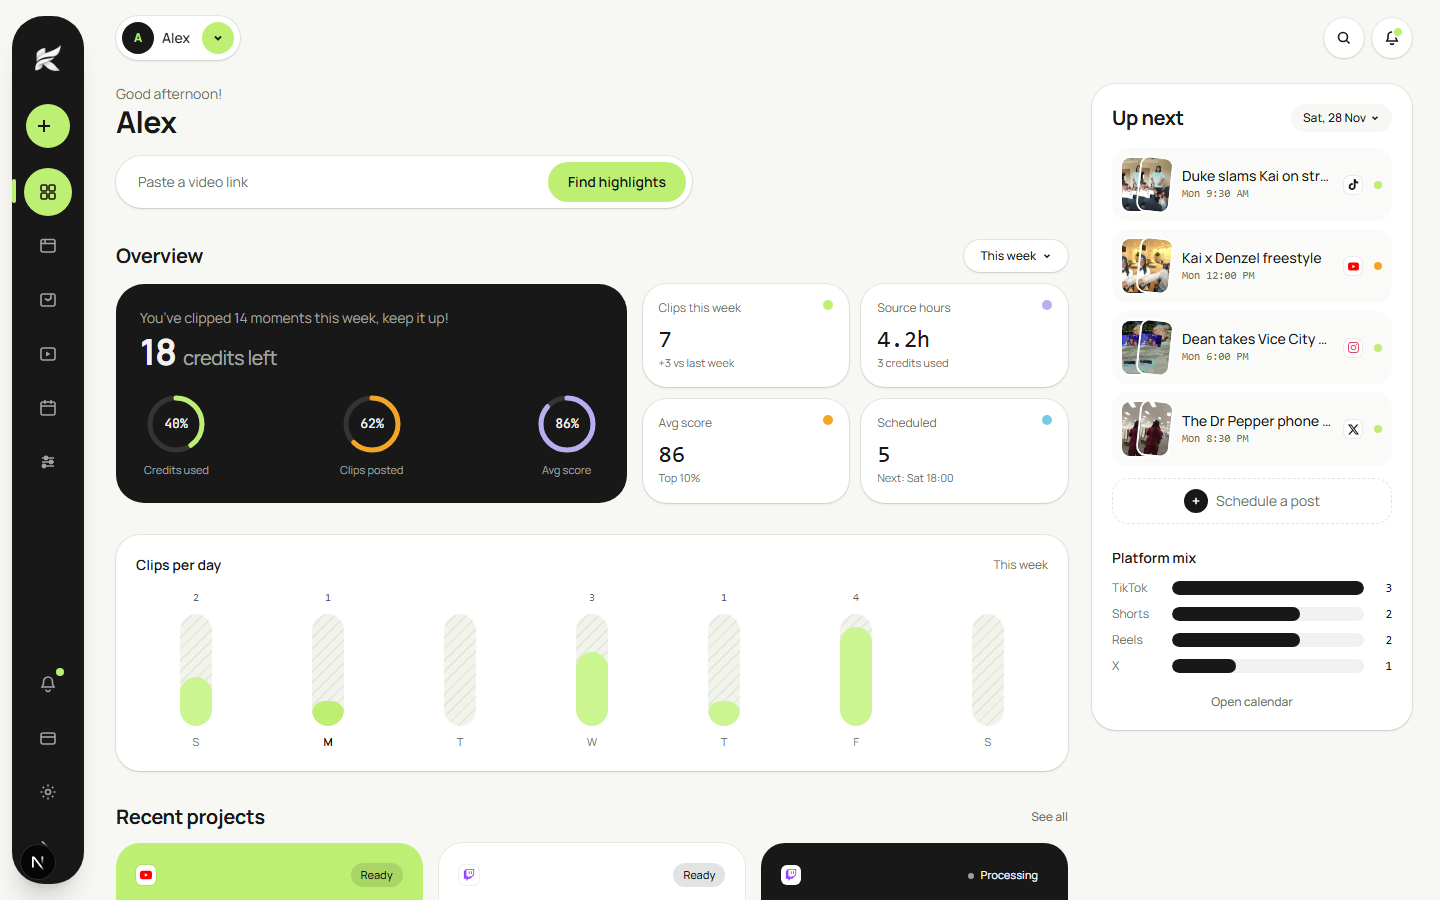 A Alex
Good afternoon!
Alex
Paste a video link
Find highlights
Overview
This week
You've clipped 14 moments this week, keep it up!
18 credits left
40%
62%
86%
Credits used
Clips posted
Avg score
Clips this week
7
+3 vs last week
Source hours
4.2h
3 credits used
Avg score
86
Top 10%
Scheduled
5
Next: Sat 18:00
Clips per day
This week
2
1
3
1
4
S
M
T
W
T
F
S
Recent projects
See all
Ready
Ready
Processing
Up next
Sat, 28 Nov
Duke slams Kai on str...
Mon 9:30 AM
Kai x Denzel freestyle
Mon 12:00 PM
Dean takes Vice City ...
Mon 6:00 PM
The Dr Pepper phone ...
Mon 8:30 PM
Schedule a post
Platform mix
TikTok 3
Shorts 2
Reels 2
X 1
Open calendar
N